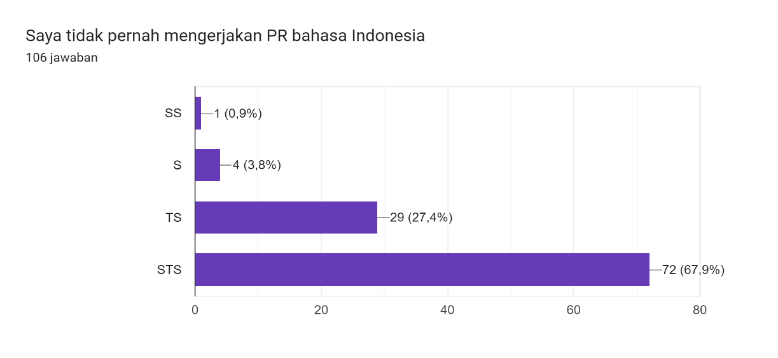 Saya tidak pernah mengerjakan PR bahasa Indonesia
106 jawaban
SS 1 (0,9%)
S 4 (3,8%)
TS 29 (27,4%)
STS 72 (67,9%)
0 20 40 60 80